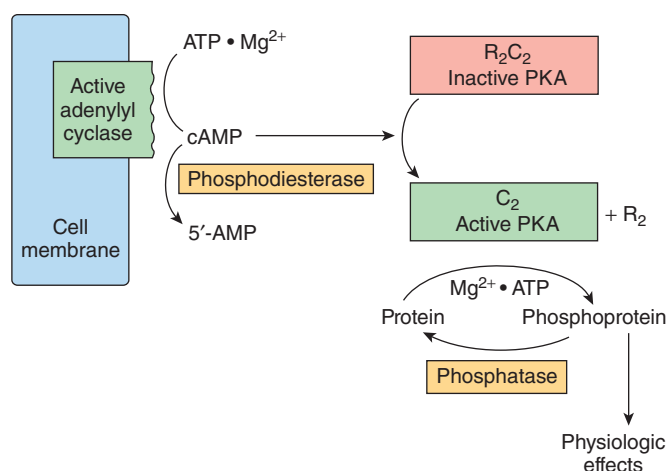 ATP • Mg²⁺
Active
adenylyl
cyclase
cAMP
Phosphodiesterase
5′-AMP
Cell
membrane
R₂C₂
Inactive PKA
C₂
Active PKA
+ R₂
Mg²⁺ • ATP
Protein
Phosphoprotein
Phosphatase
Physiologic
effects